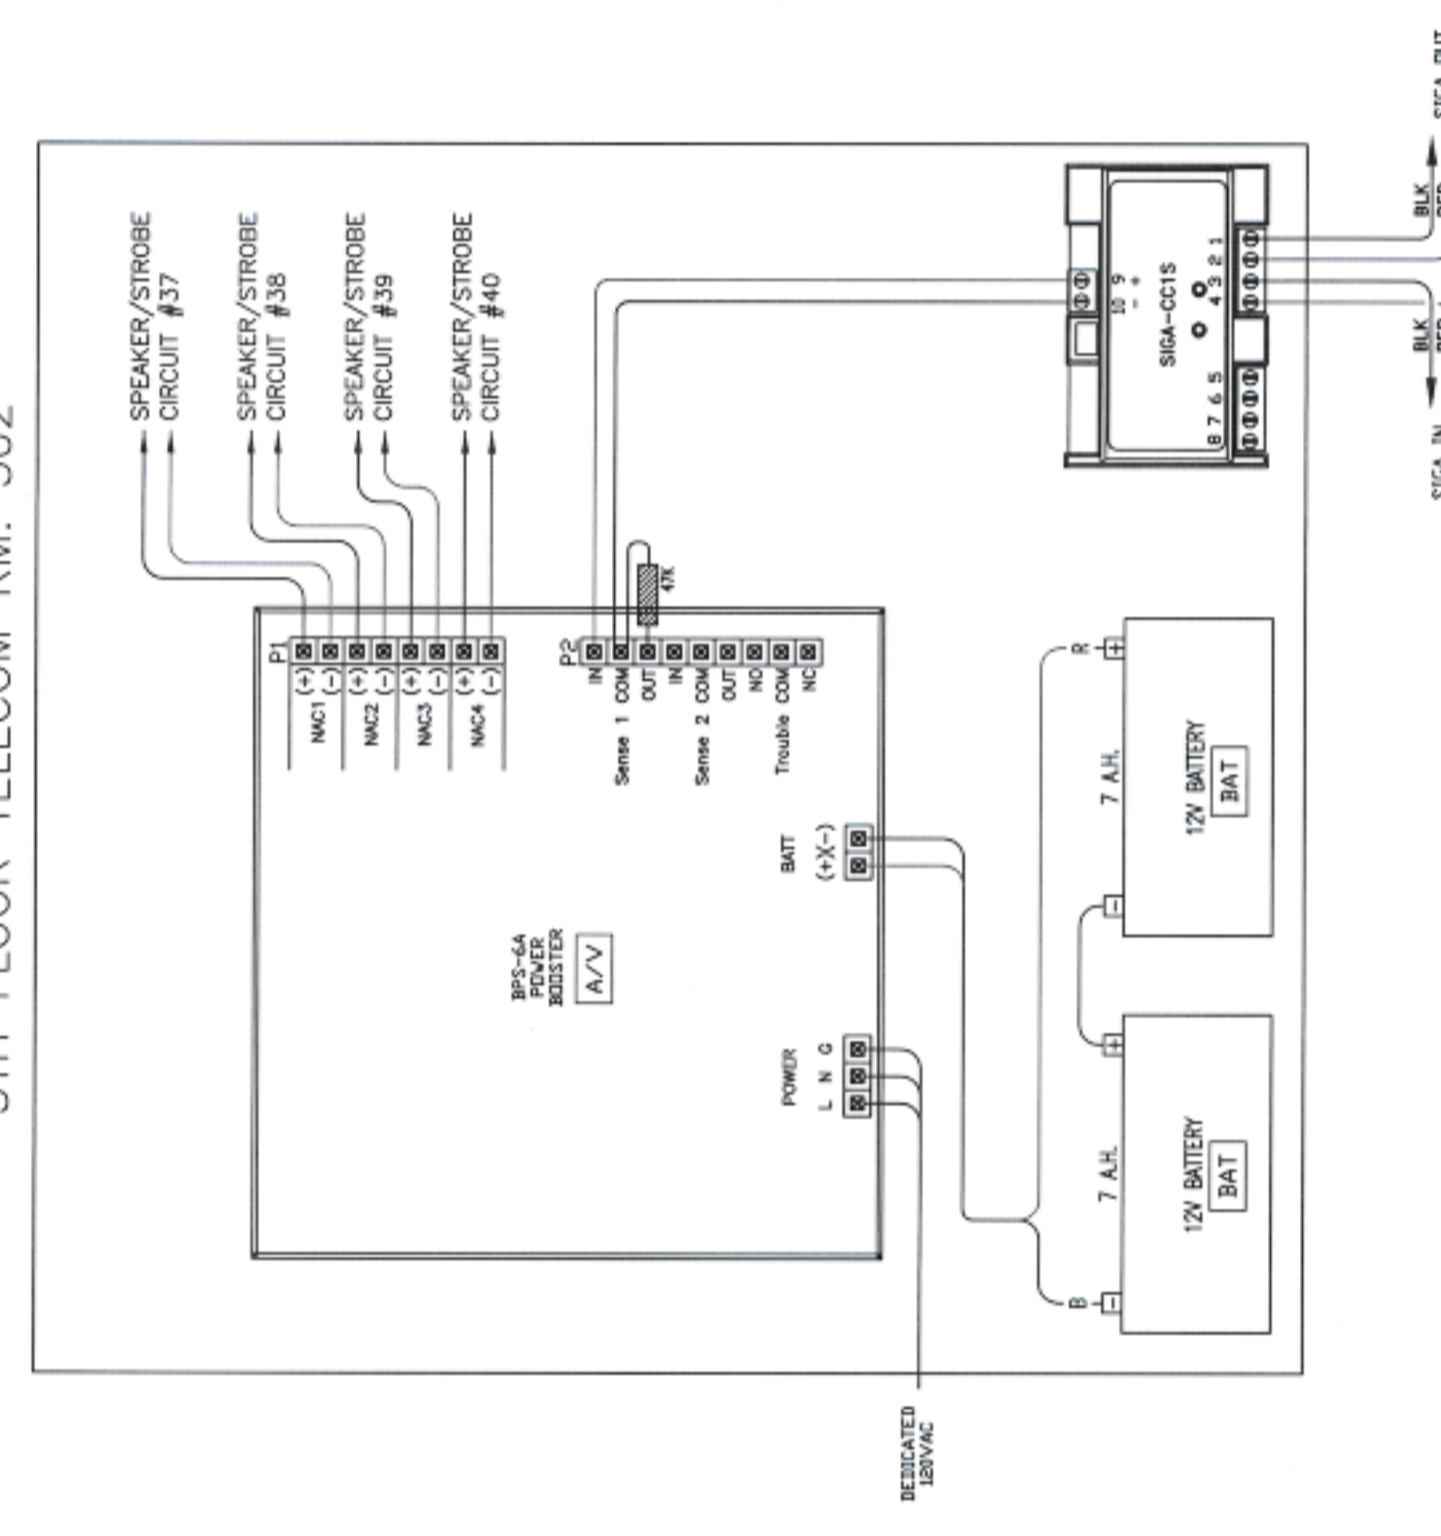 SPEAKER/STROBE
CIRCUIT #37
SPEAKER/STROBE
CIRCUIT #38
SPEAKER/STROBE
CIRCUIT #39
SPEAKER/STROBE
CIRCUIT #40
P1
(+)
(-)
(+)
(-)
(+)
(-)
(+)
(-)
NAC1
NAC2
NAC3
NAC4
P2
IN
COM
OUT
IN
COM
OUT
NO
COM
NC
Sense 1
Sense 2
Trouble
47K
BPS-6A
POWER
BOOSTER
A/V
BATT
(+X-)
POWER
L N G
DEDICATED
120VAC
10 9
- +
SIGA-CC1S
8 7 6 5 4 3 2 1
BLK
BLK
SIGA IN
R
+
-
7 A.H.
12V BATTERY
BAT
B
+
-
7 A.H.
12V BATTERY
BAT